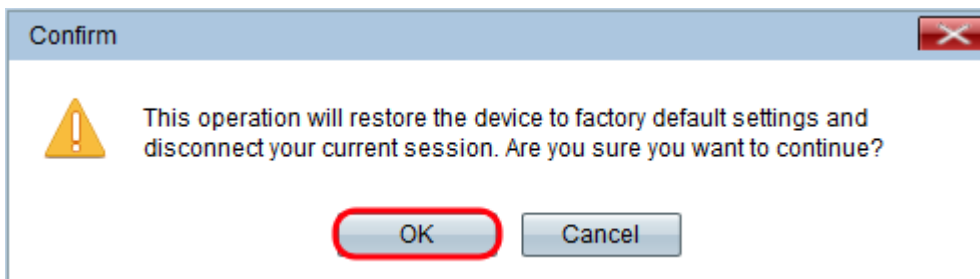 Confirm
This operation will restore the device to factory default settings and
disconnect your current session. Are you sure you want to continue?
OK Cancel